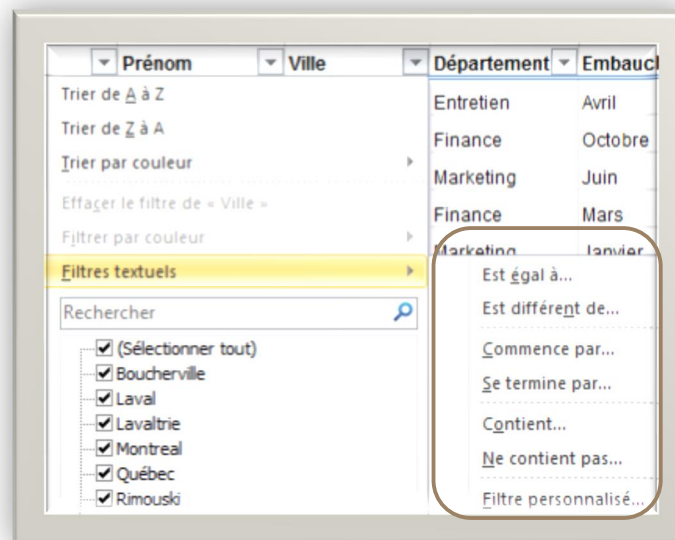 Prénom Ville Département Embaucl
Trier de A à Z
Trier de Z à A
Trier par couleur
Effacer le filtre de « Ville »
Filtrer par couleur
Filtres textuels
Rechercher
(Sélectionner tout)
Boucherville
Laval
Lavaltrie
Montreal
Québec
Rimouski
Entretien Avril
Finance Octobre
Marketing Juin
Finance Mars
Marketing Janvier
Est égal à...
Est différent de...
Commence par...
Se termine par...
Contient...
Ne contient pas...
Filtre personnalisé...